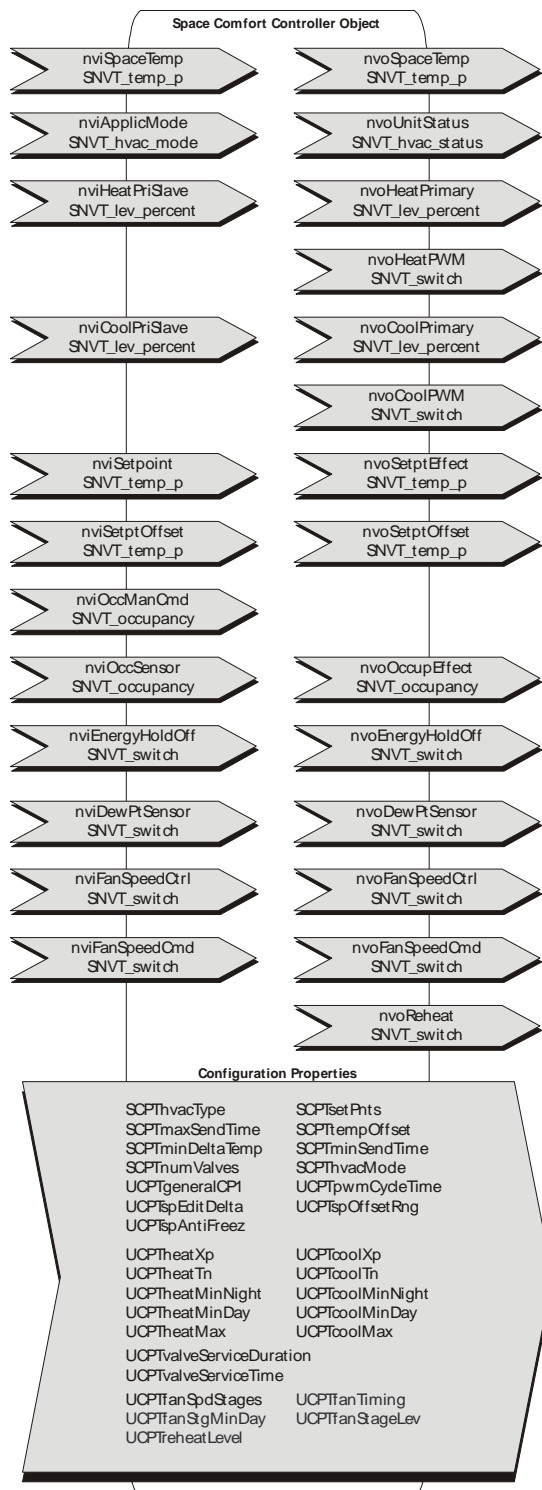 Space Comfort Controller Object
nviSpaceTemp
SNVT_temp_p
nvoSpaceTemp
SNVT_temp_p
nviApplicMode
SNVT_hvac_mode
nvoUnitStatus
SNVT_hvac_status
nviHeatPriSlave
SNVT_lev_percent
nvoHeatPrimary
SNVT_lev_percent
nvoHeatPWM
SNVT_switch
nviCoolPriSlave
SNVT_lev_percent
nvoCoolPrimary
SNVT_lev_percent
nvoCoolPWM
SNVT_switch
nviSetpoint
SNVT_temp_p
nvoSetptEffect
SNVT_temp_p
nviSetptOffset
SNVT_temp_p
nvoSetptOffset
SNVT_temp_p
nviOccManCmd
SNVT_occupancy
nviOccSensor
SNVT_occupancy
nvoOccupEffect
SNVT_occupancy
nviEnergyHoldOff
SNVT_switch
nvoEnergyHoldOff
SNVT_switch
nviDewPtSensor
SNVT_switch
nvoDewPtSensor
SNVT_switch
nviFanSpeedCtrl
SNVT_switch
nvoFanSpeedCtrl
SNVT_switch
nviFanSpeedCmd
SNVT_switch
nvoFanSpeedCmd
SNVT_switch
nvoReheat
SNVT_switch
Configuration Properties
SCPThvacType SCPTsetPnts
SCPTmaxSendTime SCPTtempOffset
SCPTminDeltaTemp SCPTminSendTime
SCPTnumValves SCPThvacMode
UCPTgeneralCP1 UCPTpwmCycleTime
UCPTspEditDelta UCPTspOffsetRng
UCPTspAntiFreez
UCPTheatXp UCPTcoolXp
UCPTheatTn UCPTcoolTn
UCPTheatMinNight UCPTcoolMinNight
UCPTheatMinDay UCPTcoolMinDay
UCPTheatMax UCPTcoolMax
UCPTvalveServiceDuration
UCPTvalveServiceTime
UCPTfanSpdStages UCPTfanTiming
UCPTfanStgMinDay UCPTfanStageLev
UCPTreheatLevel